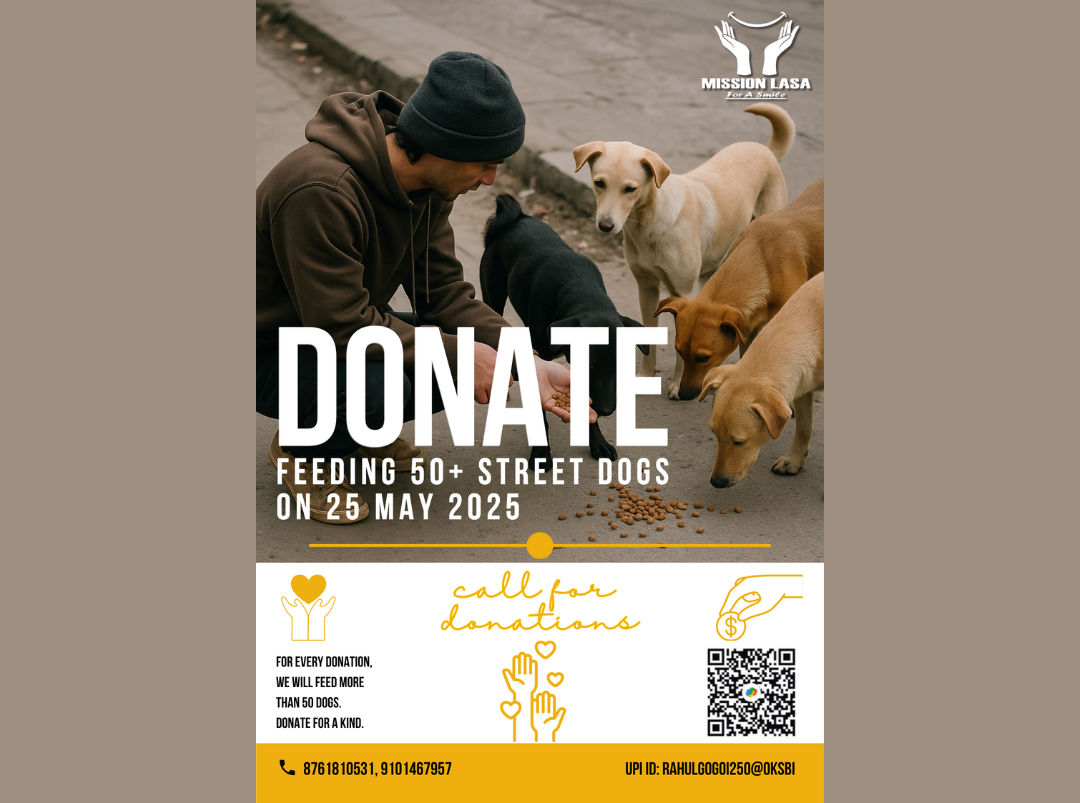 MISSION LASA
For A Smile
DONATE
FEEDING 50+ STREET DOGS
ON 25 MAY 2025
call for
donations
FOR EVERY DONATION,
WE WILL FEED MORE
THAN 50 DOGS.
DONATE FOR A KIND.
$
8761810531, 9101467957
UPI ID: RAHULGOGOI250@OKSBI